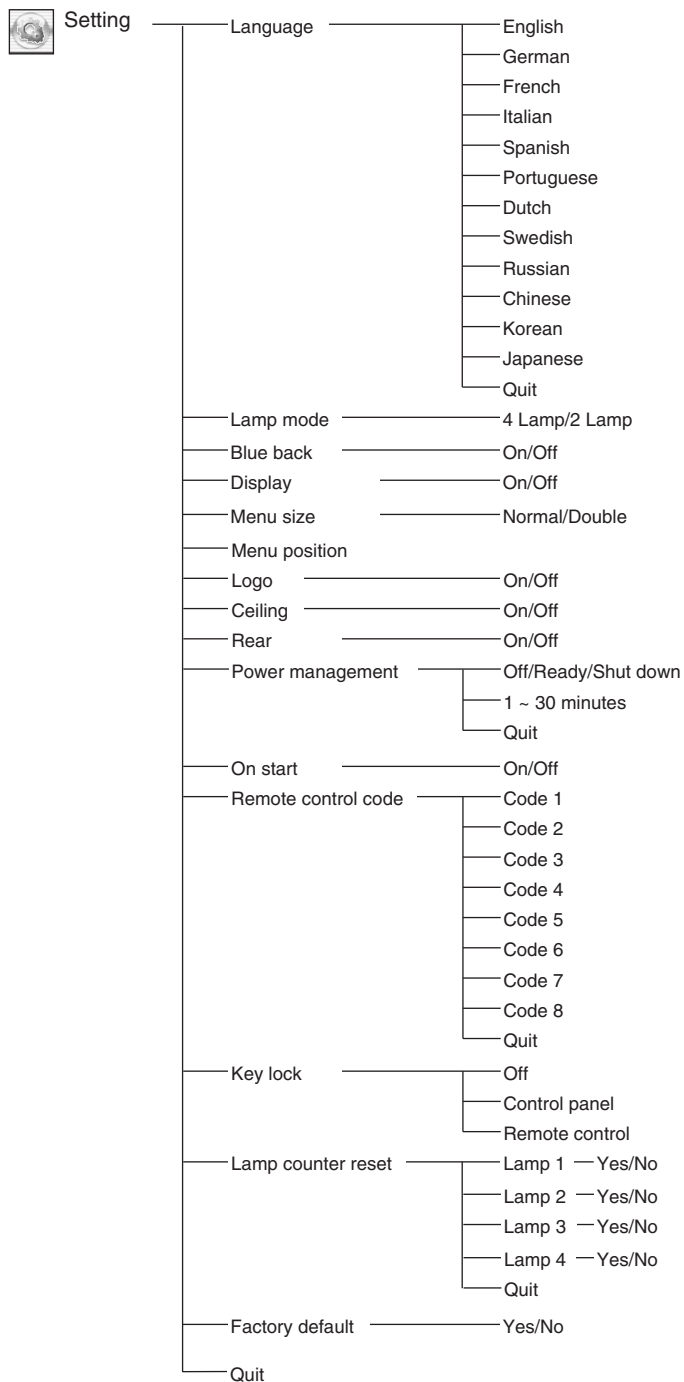 Setting Language English
German
French
Italian
Spanish
Portuguese
Dutch
Swedish
Russian
Chinese
Korean
Japanese
Quit
Lamp mode 4 Lamp/2 Lamp
Blue back On/Off
Display On/Off
Menu size Normal/Double
Menu position
Logo On/Off
Ceiling On/Off
Rear On/Off
Power management Off/Ready/Shut down
1 ~ 30 minutes
Quit
On start On/Off
Remote control code Code 1
Code 2
Code 3
Code 4
Code 5
Code 6
Code 7
Code 8
Quit
Key lock Off
Control panel
Remote control
Lamp counter reset Lamp 1 Yes/No
Lamp 2 Yes/No
Lamp 3 Yes/No
Lamp 4 Yes/No
Quit
Factory default Yes/No
Quit